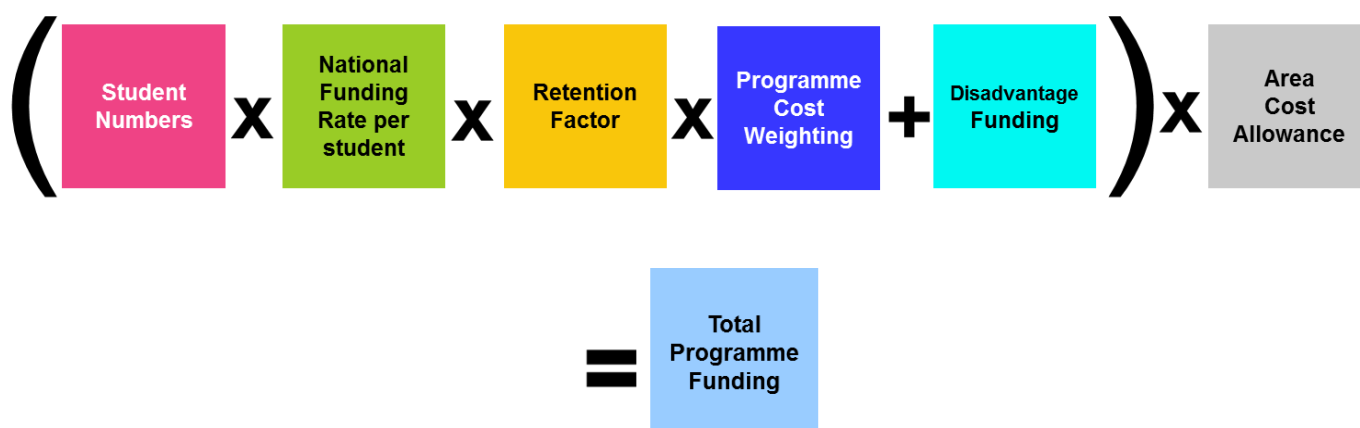 (
Student
Numbers
x
National
Funding
Rate per
student
x
Retention
Factor
x
Programme
Cost
Weighting
+
Disadvantage
Funding
)
x
Area
Cost
Allowance
=
Total
Programme
Funding